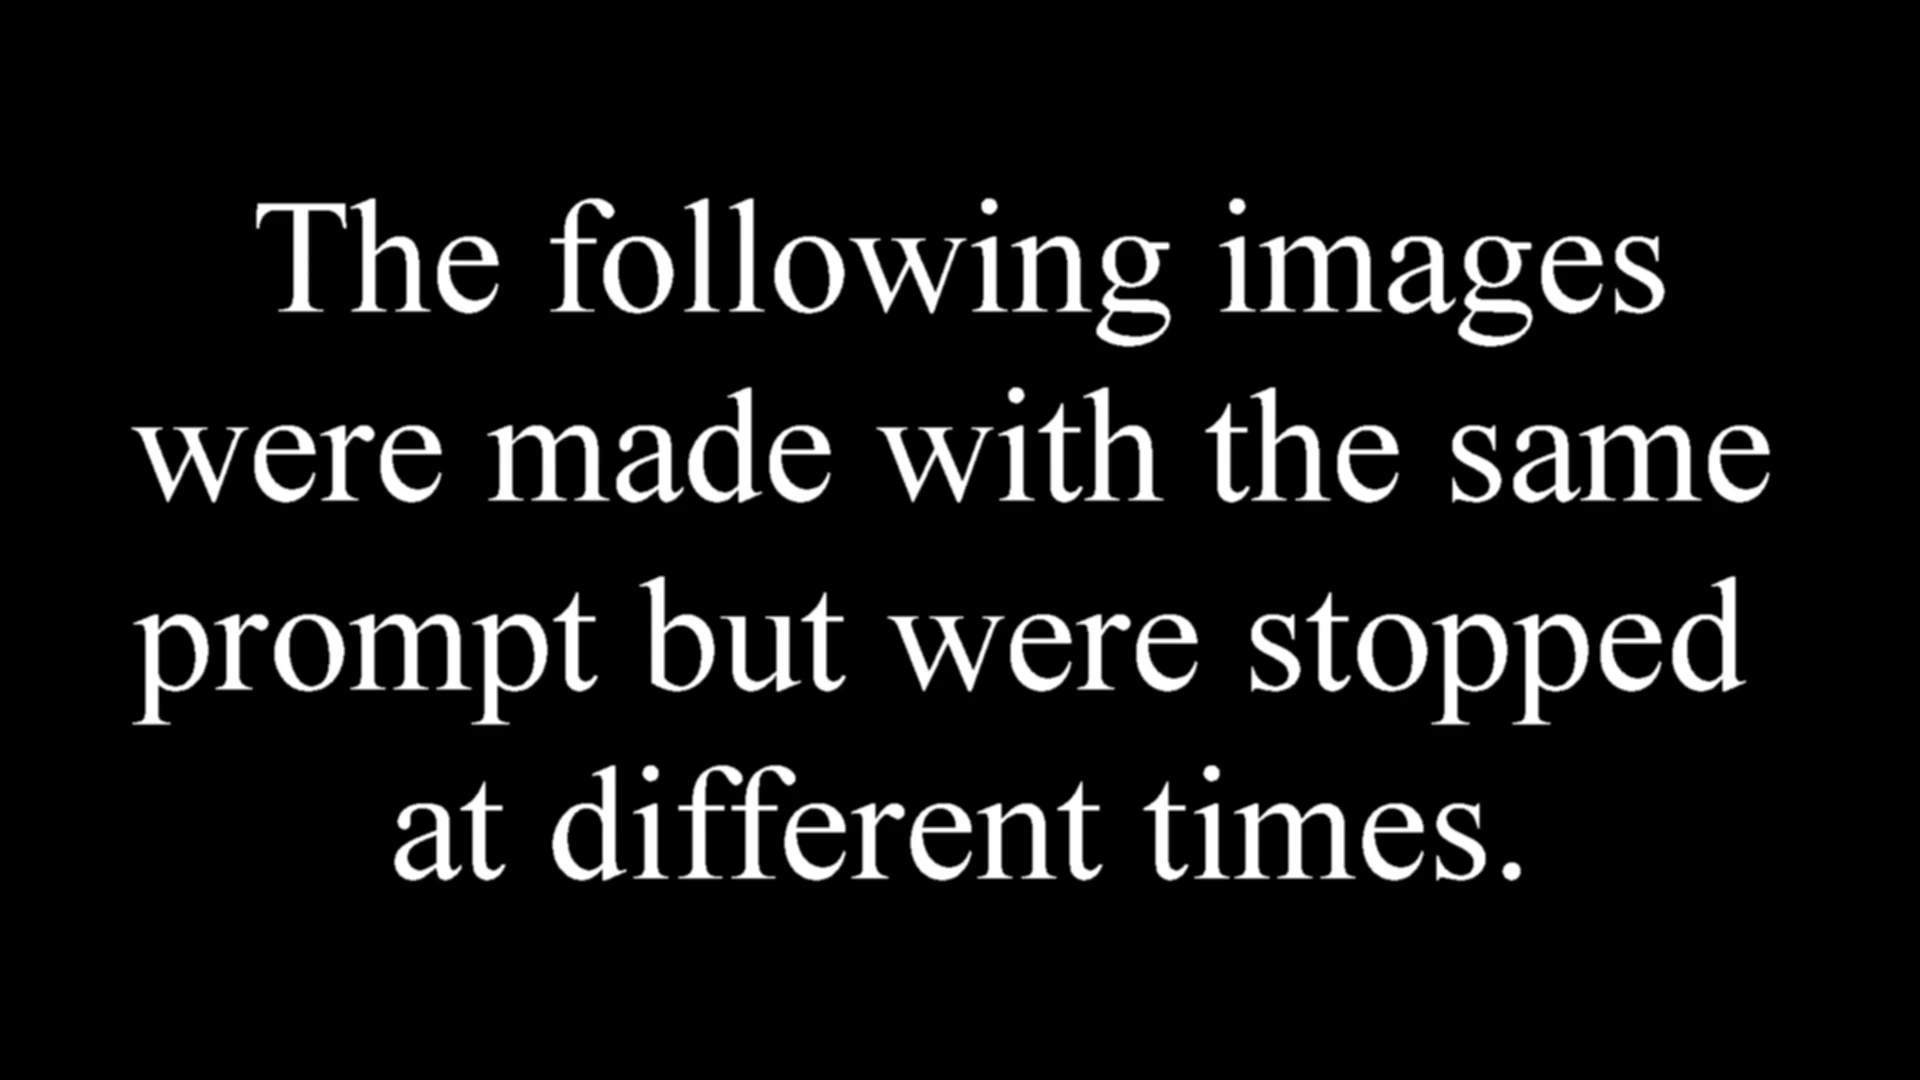 The following images
were made with the same
prompt but were stopped
at different times.